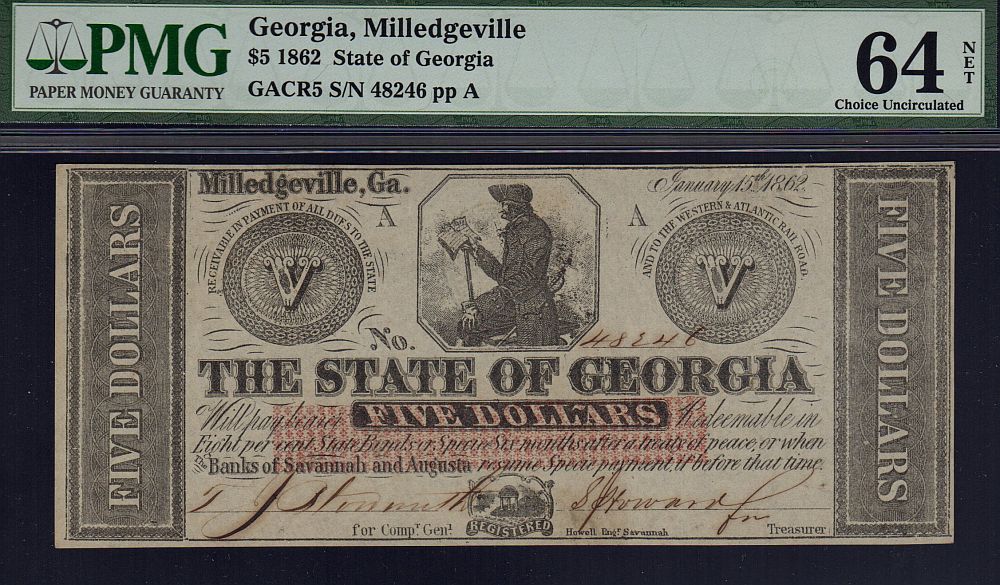 PMG
PAPER MONEY GUARANTY
Georgia, Milledgeville
$5 1862 State of Georgia
GACR5 S/N 48246 pp A
64 NET
Choice Uncirculated
Milledgeville, Ga.
January 15th 1862
RECEIVABLE IN PAYMENT OF ALL DUES TO THE STATE
A
A
AND TO THE WESTERN & ATLANTIC RAIL ROAD.
V
V
FIVE DOLLARS
FIVE DOLLARS
No. 48246
THE STATE OF GEORGIA
Will pay bearer FIVE DOLLARS Redeemable in
Eight per cent. State Bonds or Specie Six months after a treaty of peace, or when
the Banks of Savannah and Augusta resume Specie payment, if before that time.
Howard
for
REGISTERED
for Compr. Genl.
Howell Engr. Savannah
Treasurer